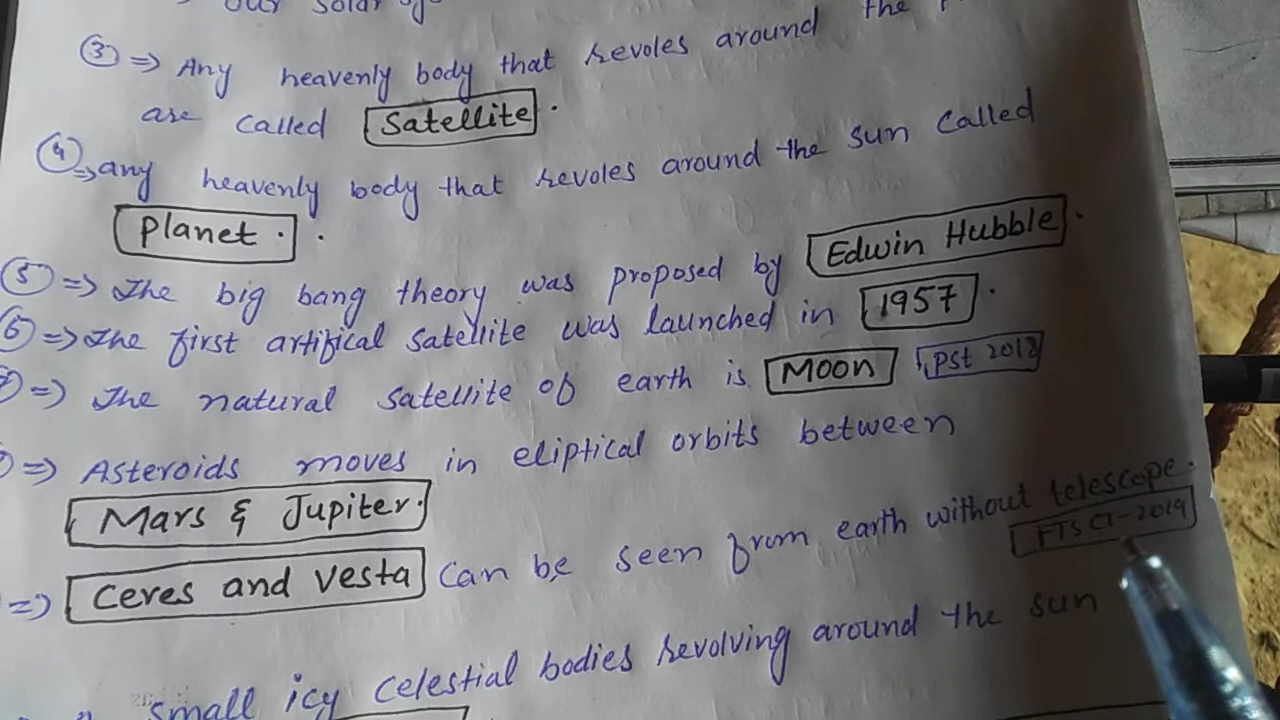 our solar
③ => Any heavenly body that revoles around the
are called Satellite.
④ => any heavenly body that revoles around the sun called
Planet. .
⑤ => The big bang theory was proposed by Edwin Hubble.
⑥ => The first artifical satellite was launched in 1957.
=> The natural satellite of earth is Moon PST 2018
=> Asteroids moves in eliptical orbits between
Mars & Jupiter.
=> Ceres and Vesta can be seen from earth without telescope.
FTS CT-2019
small icy celestial bodies revolving around the sun